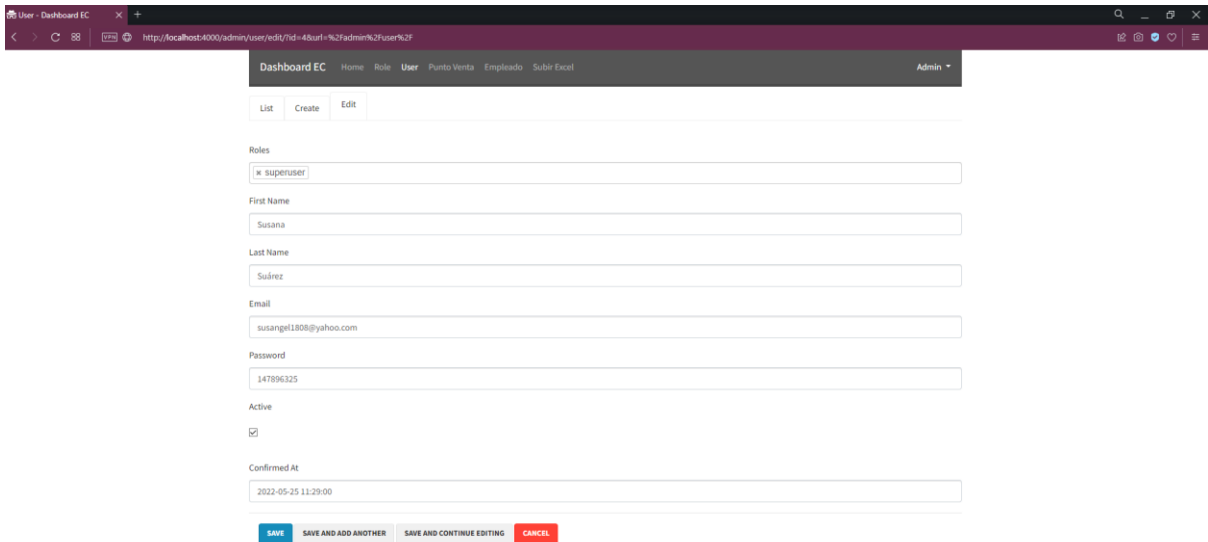 User - Dashboard EC
VPN http://localhost:4000/admin/user/edit/?id=4&url=%2Fadmin%2Fuser%2F
Dashboard EC Home Role User Punto Venta Empleado Subir Excel Admin
List Create Edit
Roles
× superuser
First Name
Susana
Last Name
Suárez
Email
susangel1808@yahoo.com
Password
147896325
Active
Confirmed At
2022-05-25 11:29:00
SAVE SAVE AND ADD ANOTHER SAVE AND CONTINUE EDITING CANCEL